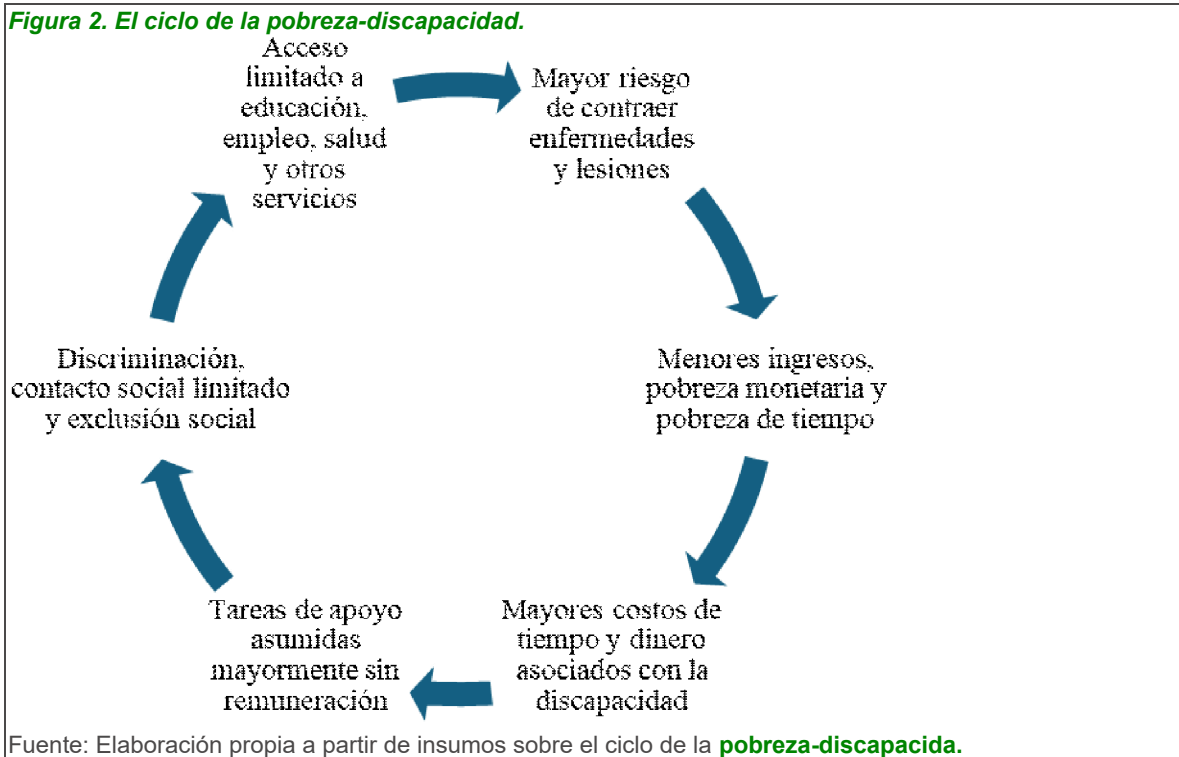 Figura 2. El ciclo de la pobreza-discapacidad.
Acceso
limitado a
educación,
empleo, salud
y otros
servicios
Mayor riesgo
de contraer
enfermedades
y lesiones
Menores ingresos,
pobreza monetaria y
pobreza de tiempo
Mayores costos de
tiempo y dinero
asociados con la
discapacidad
Tareas de apoyo
asumidas
mayormente sin
remuneración
Discriminación,
contacto social limitado
y exclusión social
Fuente: Elaboración propia a partir de insumos sobre el ciclo de la pobreza-discapacida.